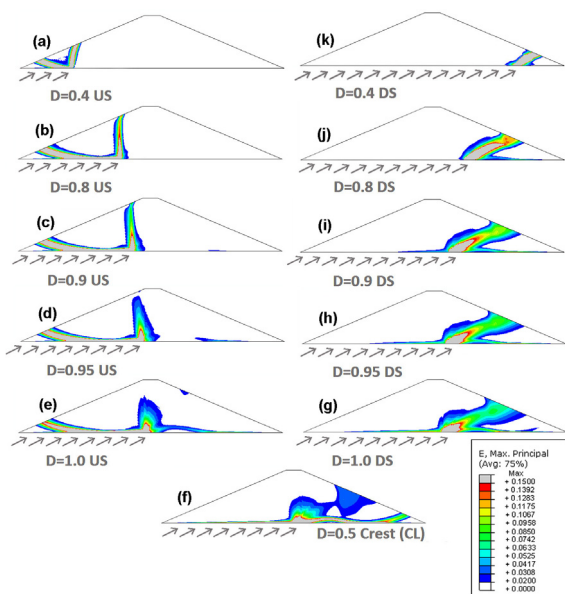 (a)
D=0.4 US
(k)
D=0.4 DS
(b)
D=0.8 US
(j)
D=0.8 DS
(c)
D=0.9 US
(i)
D=0.9 DS
(d)
D=0.95 US
(h)
D=0.95 DS
(e)
D=1.0 US
(g)
D=1.0 DS
(f)
D=0.5 Crest (CL)
E, Max. Principal
(Avg: 75%)
Max
+ 0.1500
+ 0.1392
+ 0.1283
+ 0.1175
+ 0.1067
+ 0.0958
+ 0.0850
+ 0.0742
+ 0.0633
+ 0.0525
+ 0.0417
+ 0.0308
+ 0.0200
+ 0.0000